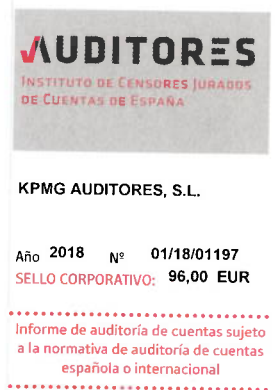 AUDITORES
INSTITUTO DE CENSORES JURADOS
DE CUENTAS DE ESPAÑA
KPMG AUDITORES, S.L.
Año 2018 Nº 01/18/01197
SELLO CORPORATIVO: 96,00 EUR
Informe de auditoría de cuentas sujeto
a la normativa de auditoría de cuentas
española o internacional